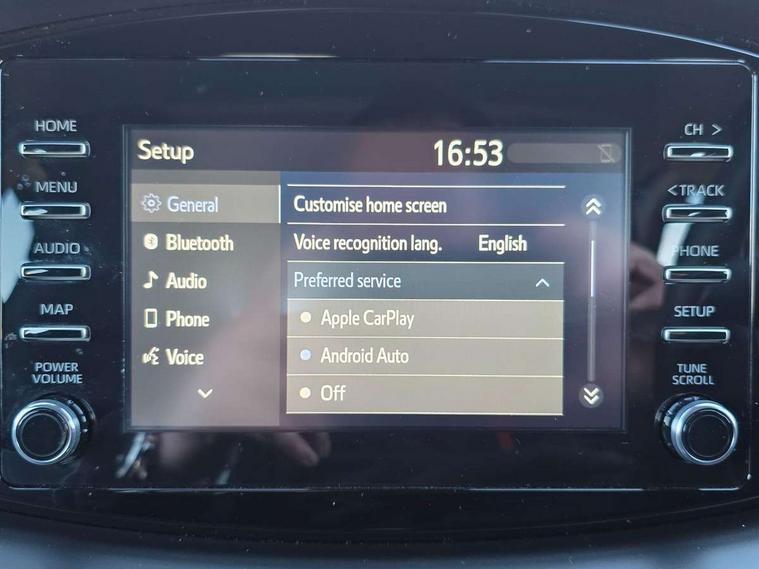 HOME
MENU
AUDIO
MAP
POWER
VOLUME
Setup
16:53
General
Bluetooth
Audio
Phone
Voice
Customise home screen
Voice recognition lang. English
Preferred service
Apple CarPlay
Android Auto
Off
CH >
<TRACK
PHONE
SETUP
TUNE
SCROLL